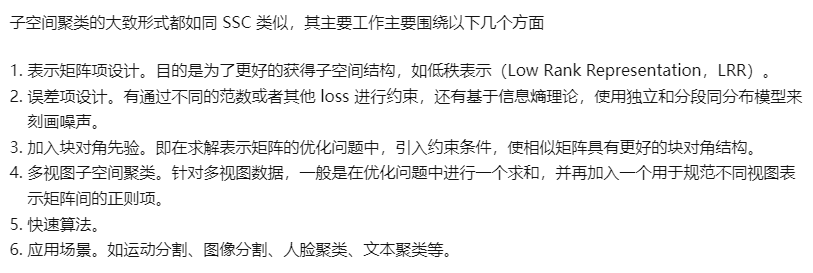 子空间聚类的大致形式都如同 SSC 类似，其主要工作主要围绕以下几个方面
1. 表示矩阵项设计。目的是为了更好的获得子空间结构，如低秩表示（Low Rank Representation，LRR）。
2. 误差项设计。有通过不同的范数或者其他 loss 进行约束，还有基于信息熵理论，使用独立和分段同分布模型来
刻画噪声。
3. 加入块对角先验。即在求解表示矩阵的优化问题中，引入约束条件，使相似矩阵具有更好的块对角结构。
4. 多视图子空间聚类。针对多视图数据，一般是在优化问题中进行一个求和，并再加入一个用于规范不同视图表
示矩阵间的正则项。
5. 快速算法。
6. 应用场景。如运动分割、图像分割、人脸聚类、文本聚类等。